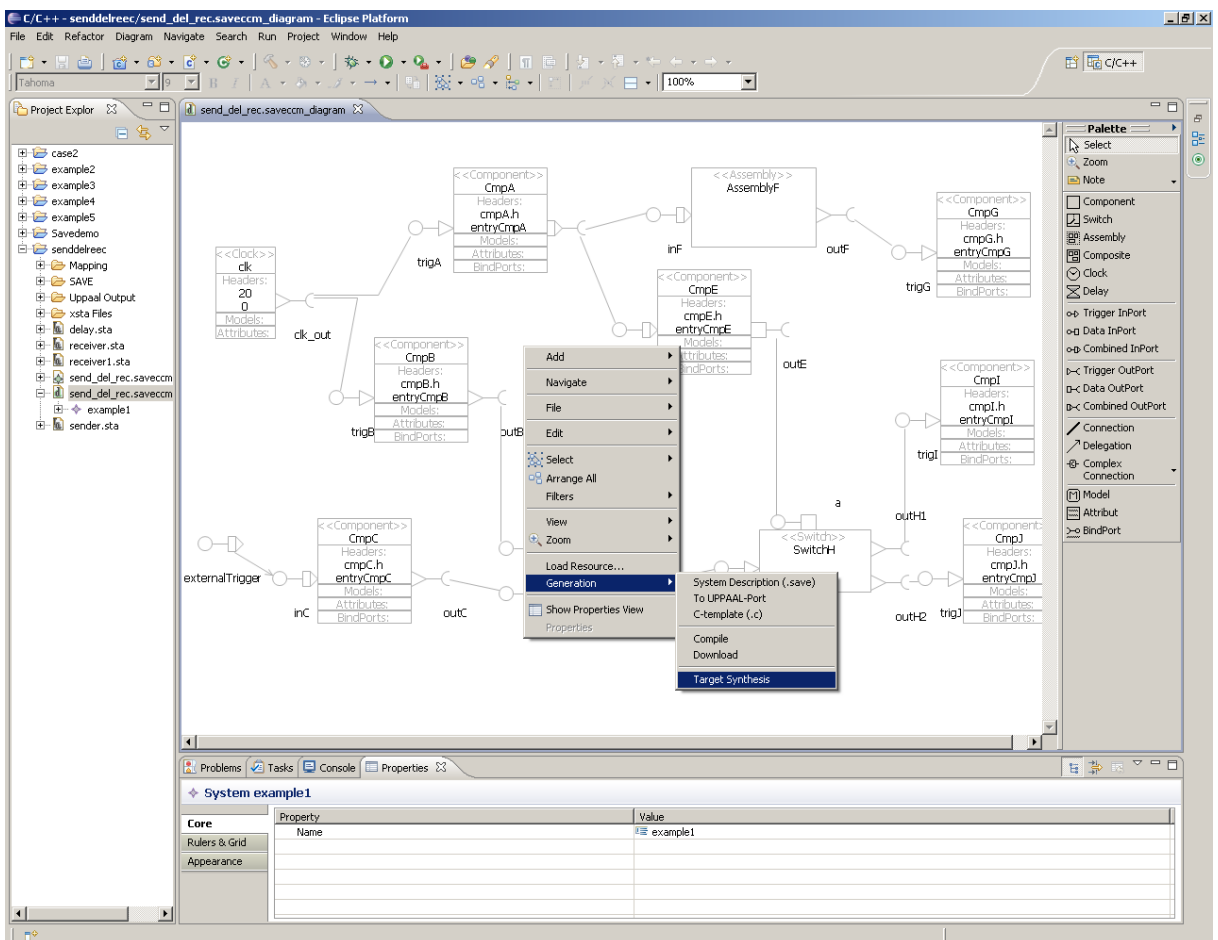 C/C++ - senddelreec/send_del_rec.saveccm_diagram - Eclipse Platform
File Edit Refactor Diagram Navigate Search Run Project Window Help
Tahoma 9 B I A 100%
C/C++
Project Explor
case2
example2
example3
example4
example5
Savedemo
senddelreec
Mapping
SAVE
Uppaal Output
xsta Files
delay.sta
receiver.sta
receiver1.sta
send_del_rec.saveccm
send_del_rec.saveccm
example1
sender.sta
send_del_rec.saveccm_diagram
<<Clock>>
clk
Headers:
20
0
Models:
Attributes:
clk_out
<<Component>>
CmpA
Headers:
cmpA.h
entryCmpA
Models:
Attributes:
BindPorts:
trigA
<<Component>>
CmpB
Headers:
cmpB.h
entryCmpB
Models:
Attributes:
BindPorts:
trigB
outB
<<Component>>
CmpC
Headers:
cmpC.h
entryCmpC
Models:
Attributes:
BindPorts:
externalTrigger
inC
outC
<<Assembly>>
AssemblyF
inF
outF
<<Component>>
CmpE
Headers:
cmpE.h
entryCmpE
Models:
Attributes:
BindPorts:
outE
<<Component>>
CmpG
Headers:
cmpG.h
entryCmpG
Models:
Attributes:
BindPorts:
trigG
<<Component>>
CmpI
Headers:
cmpI.h
entryCmpI
Models:
Attributes:
BindPorts:
trigI
a
<<Switch>>
SwitchH
outH1
outH2
<<Component>
CmpJ
Headers:
cmpJ.h
entryCmpJ
Models:
Attributes:
BindPorts:
trigJ
Add
Navigate
File
Edit
Select
Arrange All
Filters
View
Zoom
Load Resource...
Generation
Show Properties View
Properties
System Description (.save)
To UPPAAL-Port
C-template (.c)
Compile
Download
Target Synthesis
Palette
Select
Zoom
Note
Component
Switch
Assembly
Composite
Clock
Delay
Trigger InPort
Data InPort
Combined InPort
Trigger OutPort
Data OutPort
Combined OutPort
Connection
Delegation
Complex
Connection
Model
Attribut
BindPort
Problems Tasks Console Properties
System example1
Core
Rulers & Grid
Appearance
Property Value
Name example1